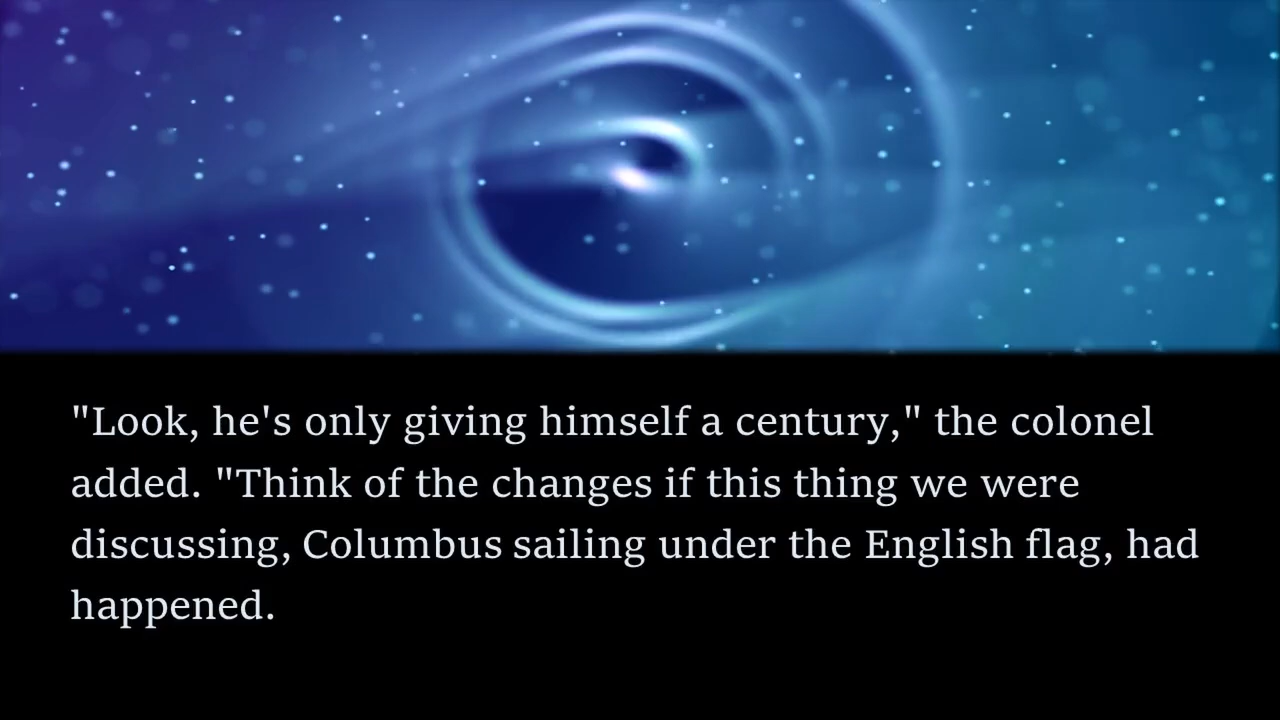 "Look, he's only giving himself a century," the colonel
added. "Think of the changes if this thing we were
discussing, Columbus sailing under the English flag, had
happened.